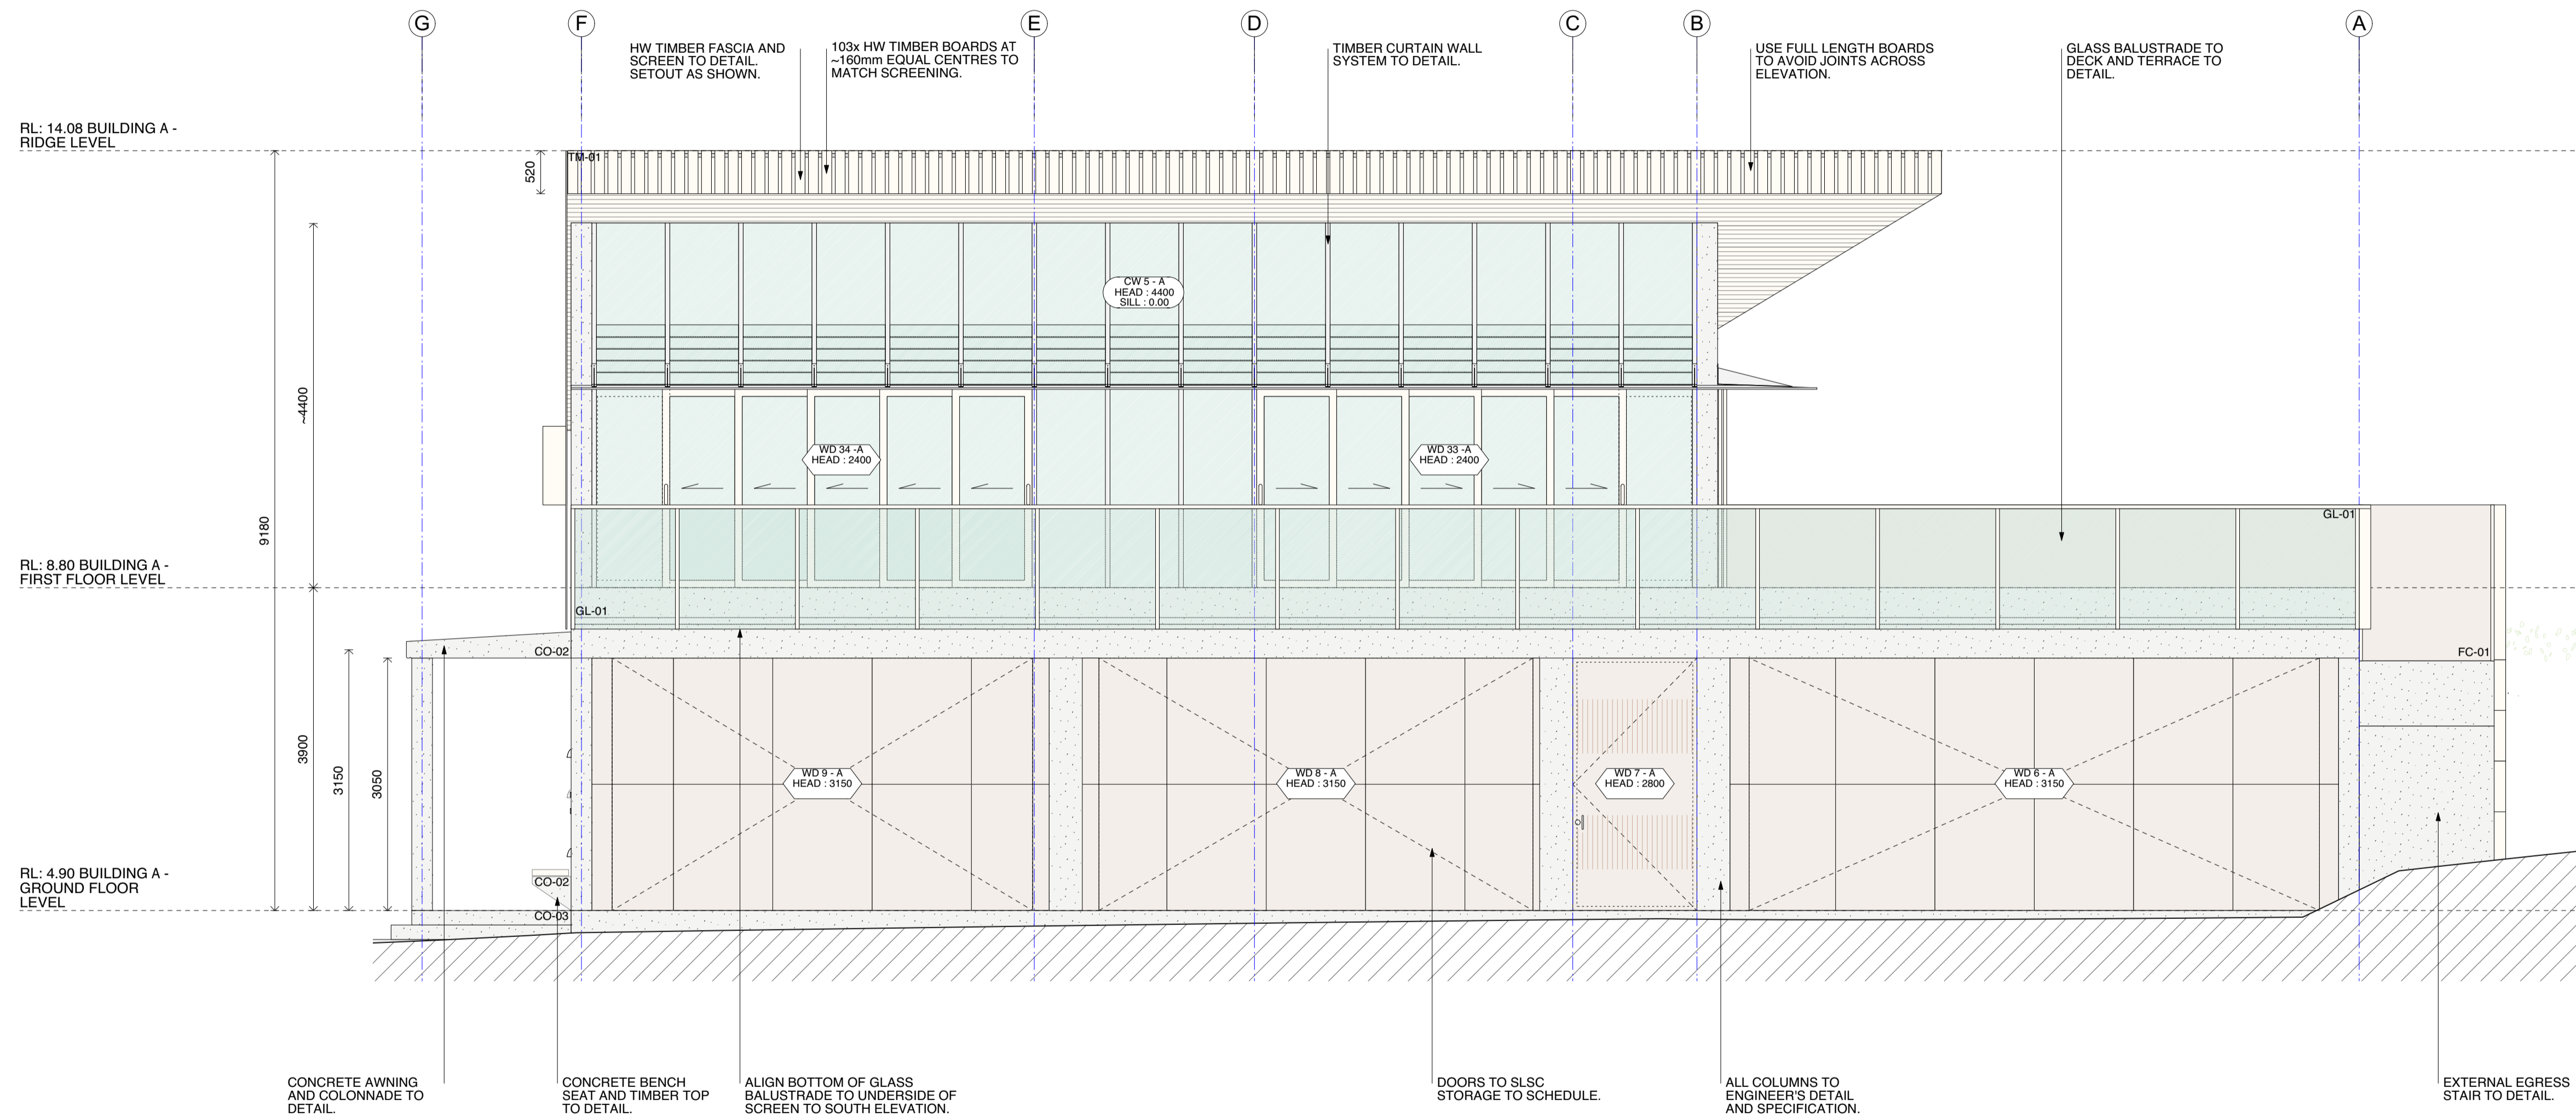 G
F
E
D
C
B
A
HW TIMBER FASCIA AND
SCREEN TO DETAIL.
SETOUT AS SHOWN.
103x HW TIMBER BOARDS AT
~160mm EQUAL CENTRES TO
MATCH SCREENING.
TIMBER CURTAIN WALL
SYSTEM TO DETAIL.
USE FULL LENGTH BOARDS
TO AVOID JOINTS ACROSS
ELEVATION.
GLASS BALUSTRADE TO
DECK AND TERRACE TO
DETAIL.
RL: 14.08 BUILDING A -
RIDGE LEVEL
520
TM-01
CW 5 - A
HEAD : 4400
SILL : 0.00
~4400
9180
WD 34 -A
HEAD : 2400
WD 33 -A
HEAD : 2400
GL-01
RL: 8.80 BUILDING A -
FIRST FLOOR LEVEL
GL-01
CO-02
FC-01
3900
3150
3050
WD 9 - A
HEAD : 3150
WD 8 - A
HEAD : 3150
WD 7 - A
HEAD : 2800
WD 6 - A
HEAD : 3150
RL: 4.90 BUILDING A -
GROUND FLOOR
LEVEL
CO-02
CO-03
CONCRETE AWNING
AND COLONNADE TO
DETAIL.
CONCRETE BENCH
SEAT AND TIMBER TOP
TO DETAIL.
ALIGN BOTTOM OF GLASS
BALUSTRADE TO UNDERSIDE OF
SCREEN TO SOUTH ELEVATION.
DOORS TO SLSC
STORAGE TO SCHEDULE.
ALL COLUMNS TO
ENGINEER'S DETAIL
AND SPECIFICATION.
EXTERNAL EGRESS
STAIR TO DETAIL.